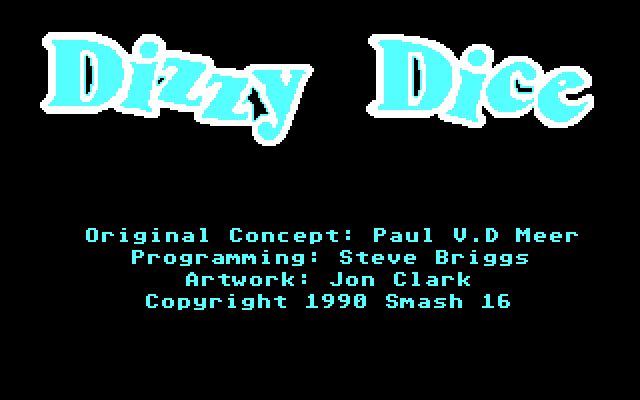 Dizzy Dice
Original Concept: Paul V.D Meer
Programming: Steve Briggs
Artwork: Jon Clark
Copyright 1990 Smash 16